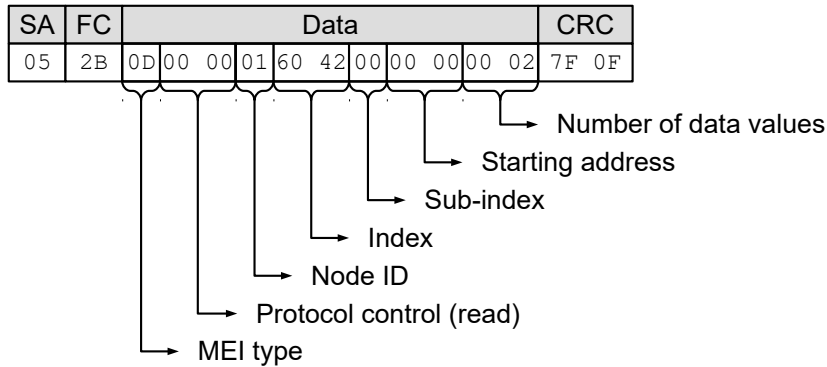 SA FC Data CRC
05 2B 0D 00 00 01 60 42 00 00 00 00 02 7F 0F
Number of data values
Starting address
Sub-index
Index
Node ID
Protocol control (read)
MEI type